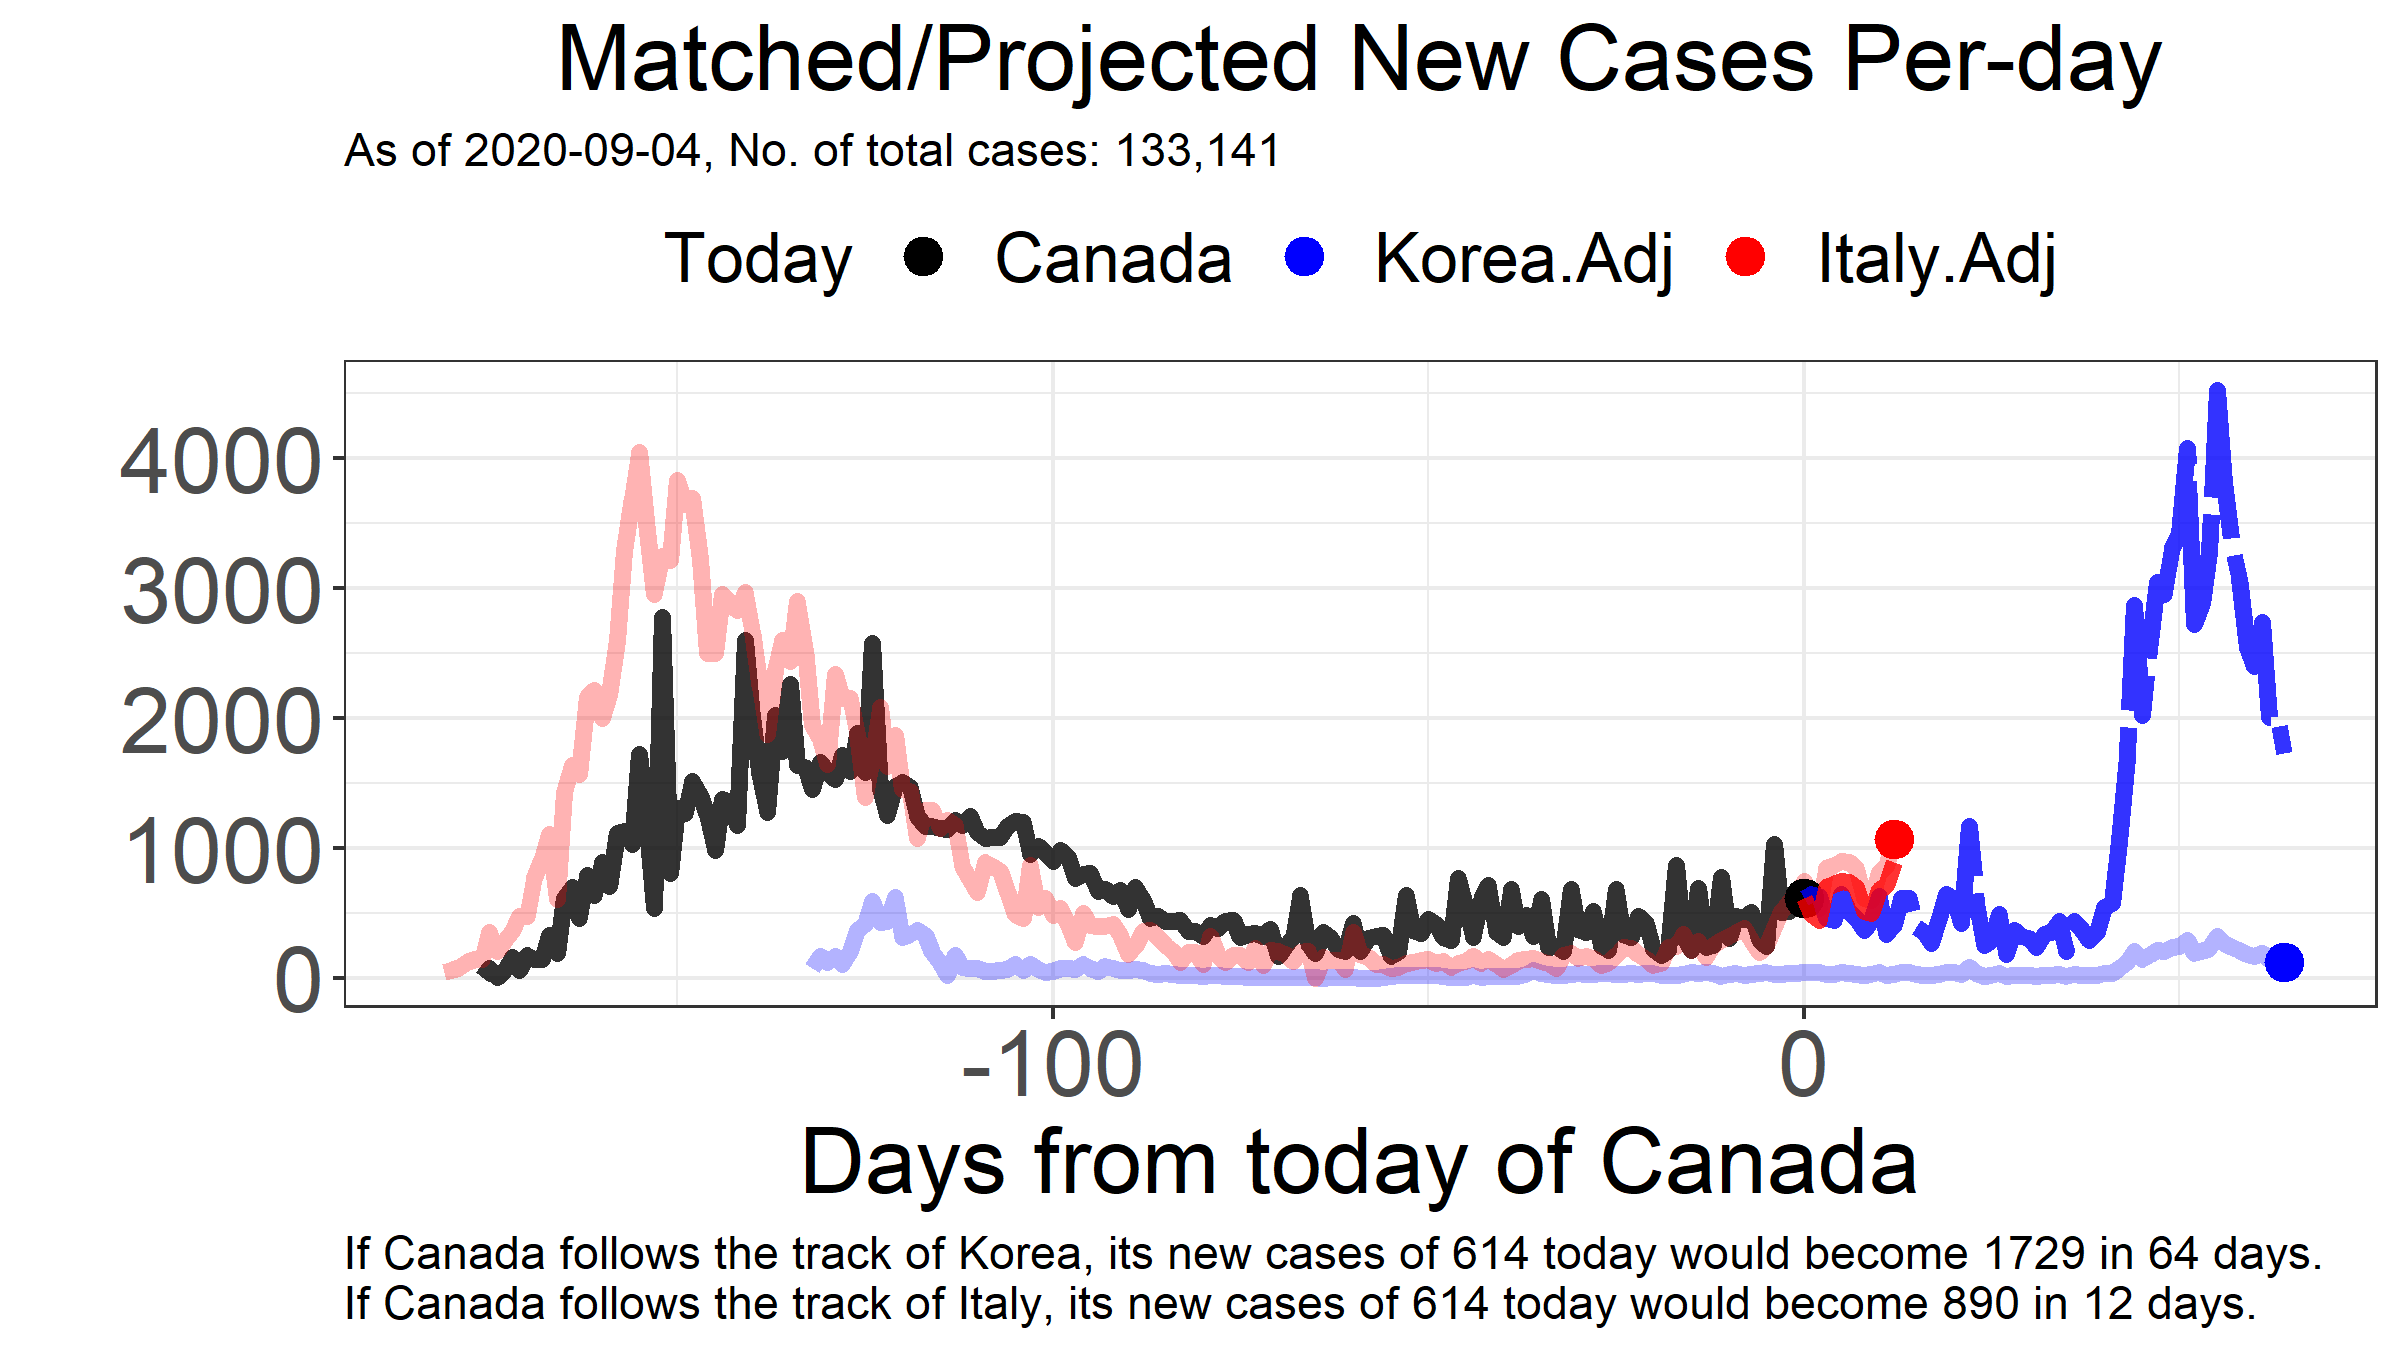 Matched/Projected New Cases Per-day
As of 2020-09-04, No. of total cases: 133,141
Today Canada Korea.Adj Italy.Adj
4000
3000
2000
1000
0
-100 0
Days from today of Canada
If Canada follows the track of Korea, its new cases of 614 today would become 1729 in 64 days.
If Canada follows the track of Italy, its new cases of 614 today would become 890 in 12 days.